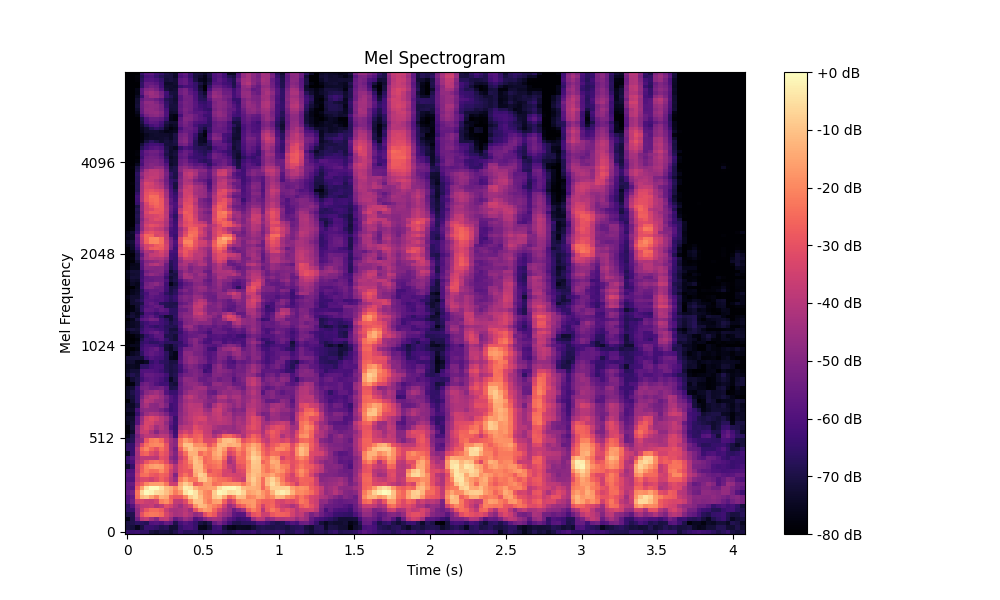 Mel Spectrogram
+0 dB
-10 dB
-20 dB
-30 dB
-40 dB
-50 dB
-60 dB
-70 dB
-80 dB
Mel Frequency
4096
2048
1024
512
0
0 0.5 1 1.5 2 2.5 3 3.5 4
Time (s)